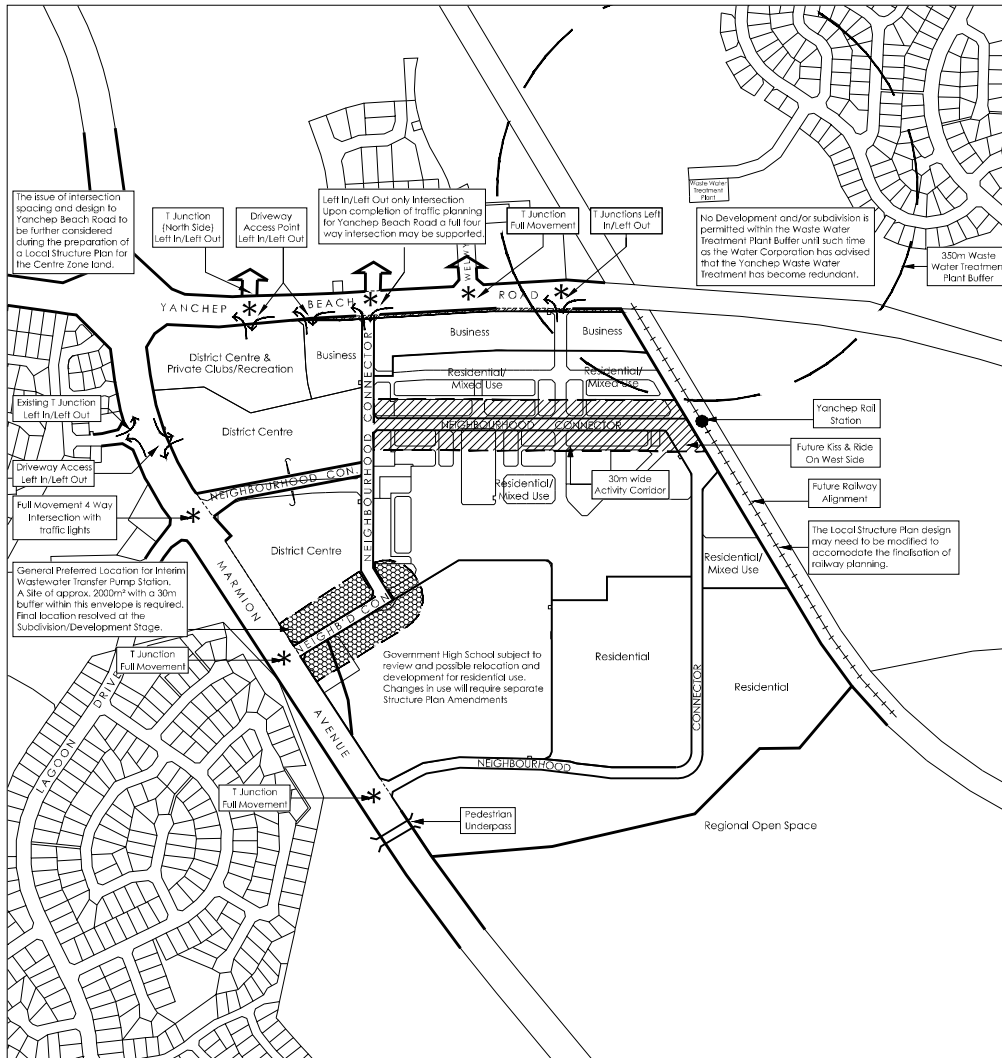 The issue of intersection
spacing and design to
Yanchep Beach Road to
be further considered
during the preparation of
a Local Structure Plan for
the Centre Zone land.
T Junction
(North Side)
Left In/Left Out
Driveway
Access Point
Left In/Left Out
Left In/Left Out only Intersection
Upon completion of traffic planning
for Yanchep Beach Road a full four
way intersection may be supported.
T Junction
Full Movement
T Junctions Left
In/Left Out
Waste Water
Treatment
Plant
No Development and/or subdivision is
permitted within the Waste Water
Treatment Plant Buffer until such time
as the Water Corporation has advised
that the Yanchep Waste Water
Treatment has become redundant.
350m Waste
Water Treatment
Plant Buffer
YANCHEP BEACH ROAD
District Centre &
Private Clubs/Recreation
Business
Business
Business
Residential/
Mixed Use
Residential/
Mixed Use
NEIGHBOURHOOD CONNECTOR
NEIGHBOURHOOD CONNECTOR
Existing T Junction
Left In/Left Out
District Centre
Driveway Access
Left In/Left Out
NEIGHBOURHOOD CON.
Yanchep Rail
Station
Future Kiss & Ride
On West Side
30m wide
Activity Corridor
Residential/
Mixed Use
Future Railway
Alignment
Full Movement 4 Way
Intersection with
traffic lights
The Local Structure Plan design
may need to be modified to
accomodate the finalisation of
railway planning.
District Centre
Residential/
Mixed Use
General Preferred Location for Interim
Wastewater Transfer Pump Station.
A Site of approx. 2000m² with a 30m
buffer within this envelope is required.
Final location resolved at the
Subdivision/Development Stage.
MARMION AVENUE
NEIGHB'D CON.
T Junction
Full Movement
Government High School subject to
review and possible relocation and
development for residential use.
Changes in use will require separate
Structure Plan Amendments
Residential
Residential
LAGOON DRIVE
NEIGHBOURHOOD CONNECTOR
T Junction
Full Movement
Pedestrian
Underpass
Regional Open Space